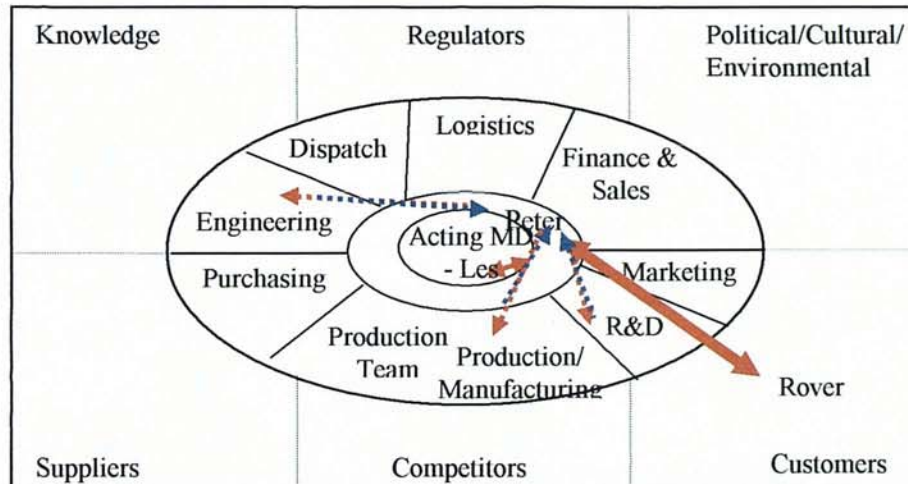 Knowledge
Regulators
Political/Cultural/
Environmental
Logistics
Dispatch
Finance &
Sales
Engineering
Peter
Acting MD
- Les
Purchasing
Marketing
R&D
Production
Team
Production/
Manufacturing
Rover
Suppliers
Competitors
Customers